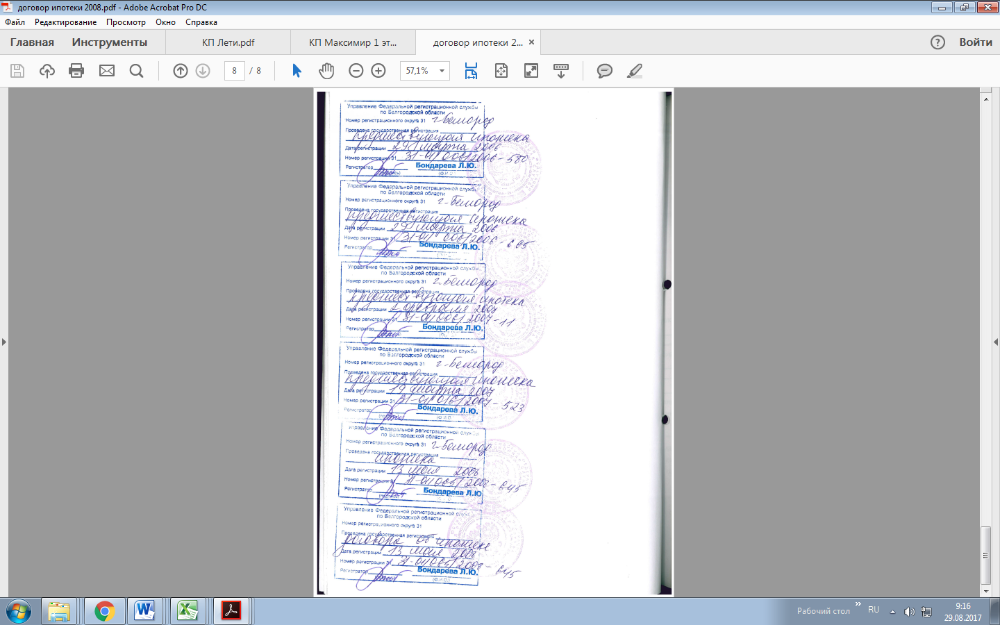 договор ипотеки 2008.pdf - Adobe Acrobat Pro DC
Файл Редактирование Просмотр Окно Справка
Главная Инструменты КП Лети.pdf КП Максимир 1 эт... договор ипотеки 2... × Войти
8 / 8 57,1%
Управление Федеральной регистрационной службы
по Белгородской области
Номер регистрационного округа 31 г. Белгород
Проведена государственная регистрация
предшествующая ипотека
Дата регистрации 29 марта 2006
Номер регистрации 31-01/006/2006-580
Регистратор Бондарева Л.Ю.
(Ф.И.О.)
Управление Федеральной регистрационной службы
по Белгородской области
Номер регистрационного округа 31 г. Белгород
Проведена государственная регистрация
предшествующая ипотека
Дата регистрации 29 марта 2006
Номер регистрации 31-01/006/2006-
Регистратор Бондарева Л.Ю.
Управление Федеральной регистрационной службы
по Белгородской области
Номер регистрационного округа 31 г. Белгород
Проведена государственная регистрация
предшествующая ипотека
Дата регистрации 2 февраля 2007
Номер регистрации 31-01/006/2007-11
Регистратор Бондарева Л.Ю.
Управление Федеральной регистрационной службы
по Белгородской области
Номер регистрационного округа 31 г. Белгород
Проведена государственная регистрация
предшествующая ипотека
Дата регистрации 19 марта 2007
Номер регистрации 31-01/016/2007-523
Регистратор Бондарева Л.Ю.
(Ф.И.О.)
Управление Федеральной регистрационной службы
по Белгородской области
Номер регистрационного округа 31 г. Белгород
Проведена государственная регистрация
ипотека
Дата регистрации 13 мая 2008
Номер регистрации 31-01/065/2008-645
Регистратор Бондарева Л.Ю.
Управление Федеральной регистрационной службы
по Белгородской области
Номер регистрационного округа 31
Проведена государственная регистрация
договора об ипотеке
Дата регистрации 13 мая 2008
Номер регистрации 31-01/065/2008-645
Регистратор Бондарева Л.Ю.
(Ф.И.О.)
Рабочий стол » RU 9:16
29.08.2017